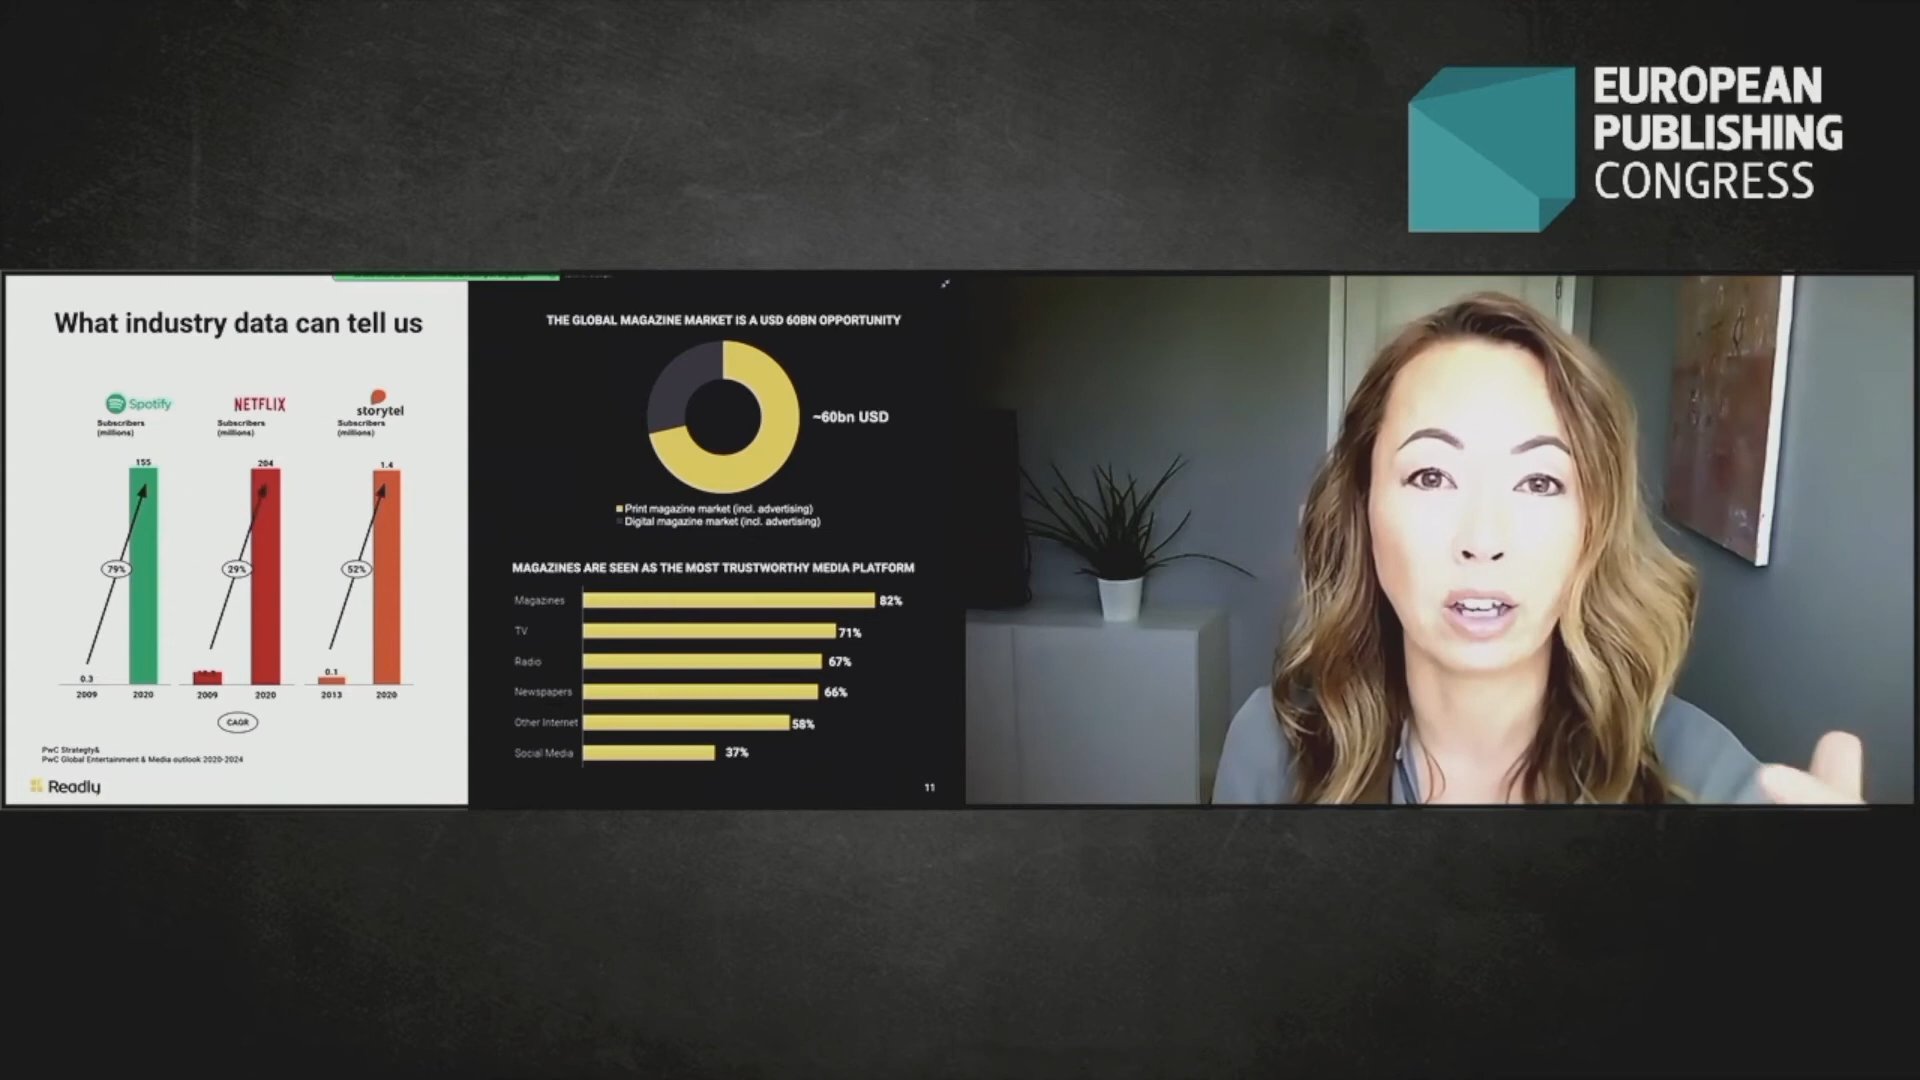 EUROPEAN
PUBLISHING
CONGRESS
What industry data can tell us
Spotify
Subscribers
(millions)
155
79%
0.3
2009
2020
NETFLIX
Subscribers
(millions)
204
29%
2009
2020
storytel
Subscribers
(millions)
1.4
52%
0.1
2013
2020
CAGR
PwC Strategty&
PwC Global Entertainment & Media outlook 2020-2024
Readly
THE GLOBAL MAGAZINE MARKET IS A USD 60BN OPPORTUNITY
~60bn USD
Print magazine market (incl. advertising)
Digital magazine market (incl. advertising)
MAGAZINES ARE SEEN AS THE MOST TRUSTWORTHY MEDIA PLATFORM
Magazines 82%
TV 71%
Radio 67%
Newspapers 66%
Other Internet 58%
Social Media 37%
11